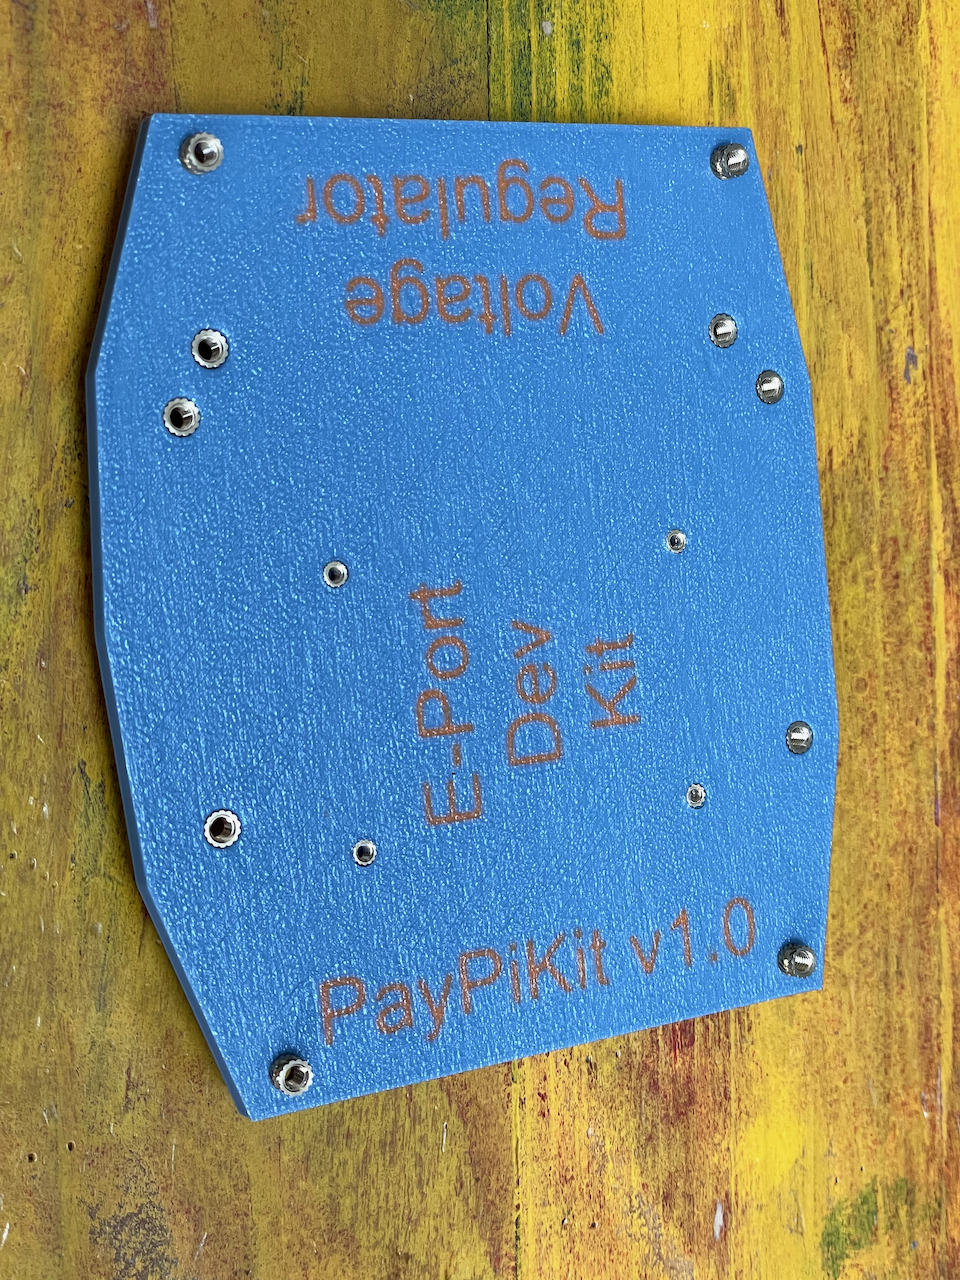 Voltage
Regulator
E-Port
Dev
Kit
PayPiKit v1.0